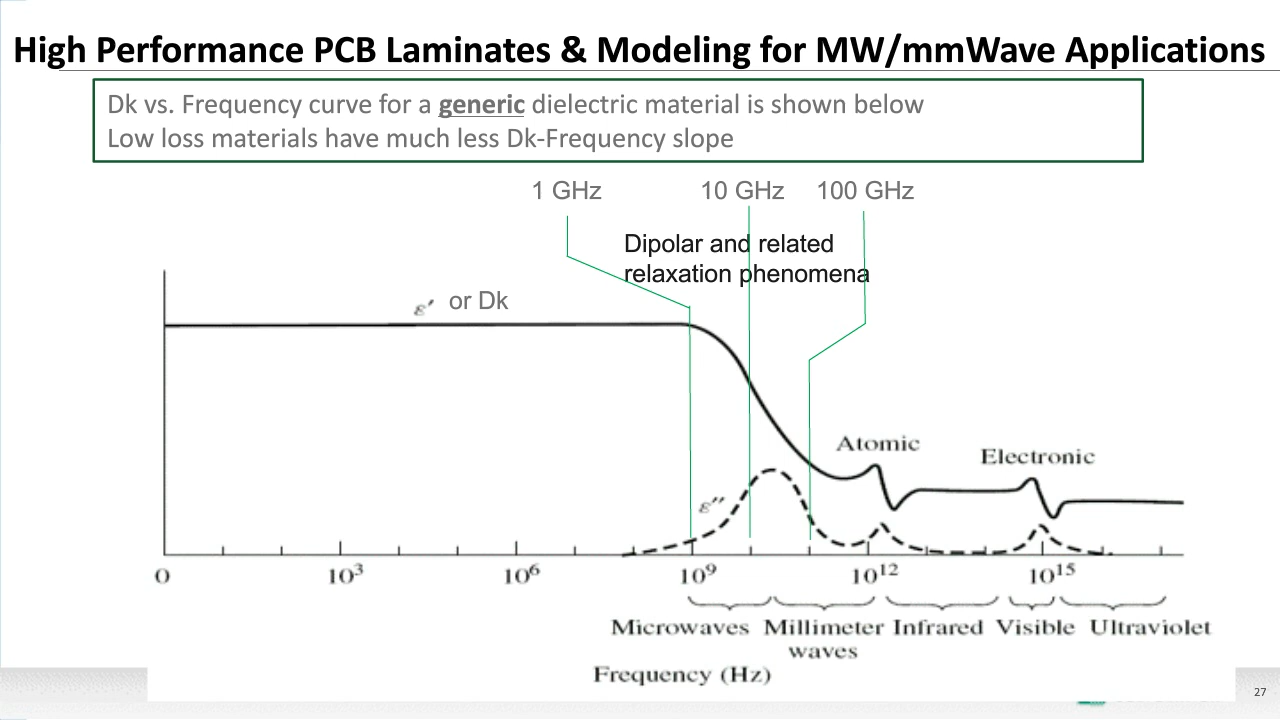 High Performance PCB Laminates & Modeling for MW/mmWave Applications
Dk vs. Frequency curve for a generic dielectric material is shown below
Low loss materials have much less Dk-Frequency slope
1 GHz 10 GHz 100 GHz
Dipolar and related
relaxation phenomena
ε′ or Dk
Atomic
Electronic
ε″
0 10³ 10⁶ 10⁹ 10¹² 10¹⁵
Microwaves Millimeter Infrared Visible Ultraviolet
waves
Frequency (Hz)
27